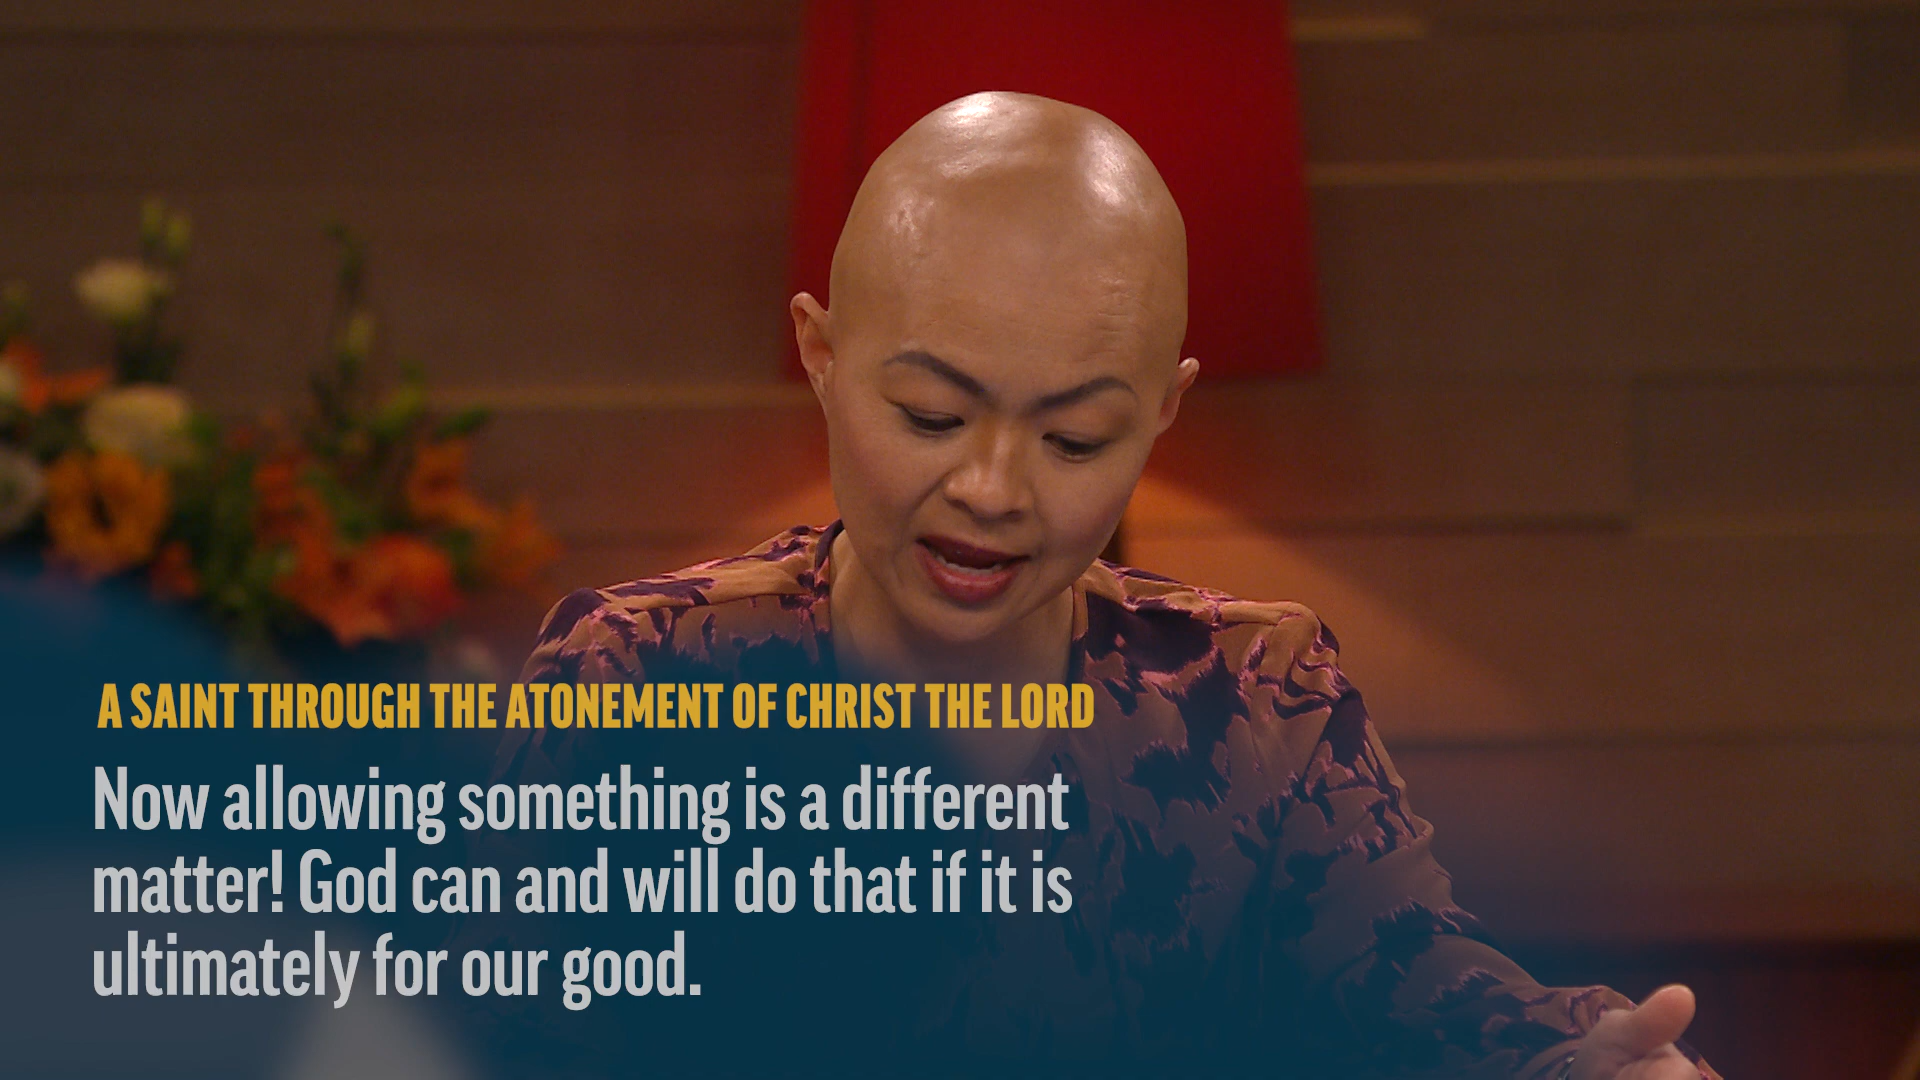 A SAINT THROUGH THE ATONEMENT OF CHRIST THE LORD
Now allowing something is a different
matter! God can and will do that if it is
ultimately for our good.